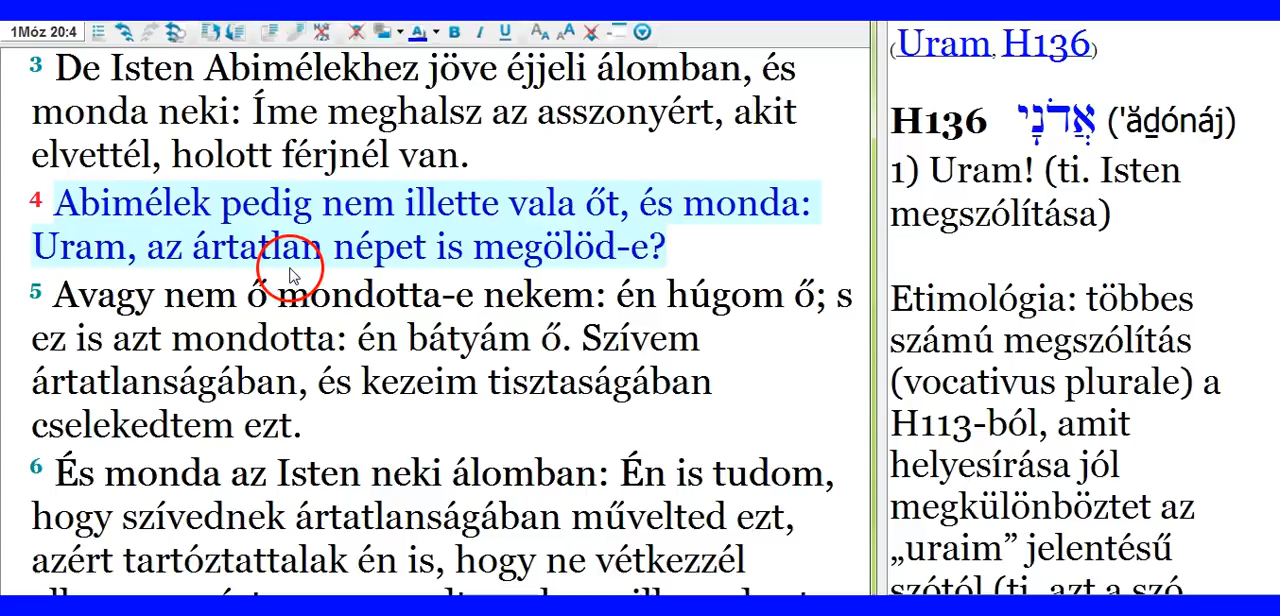 1Móz 20:4
3 De Isten Abimélekhez jöve éjjeli álomban, és
monda neki: Íme meghalsz az asszonyért, akit
elvettél, holott férjnél van.
4 Abimélek pedig nem illette vala őt, és monda:
Uram, az ártatlan népet is megölöd-e?
5 Avagy nem ő mondotta-e nekem: én húgom ő; s
ez is azt mondotta: én bátyám ő. Szívem
ártatlanságában, és kezeim tisztaságában
cselekedtem ezt.
6 És monda az Isten neki álomban: Én is tudom,
hogy szívednek ártatlanságában művelted ezt,
azért tartóztattalak én is, hogy ne vétkezzél
(Uram, H136)
H136 אֲדֹנָי ('ăḏónáj)
1) Uram! (ti. Isten
megszólítása)
Etimológia: többes
számú megszólítás
(vocativus plurale) a
H113-ból, amit
helyesírása jól
megkülönböztet az
„uraim” jelentésű
szótól (ti. azt a szó